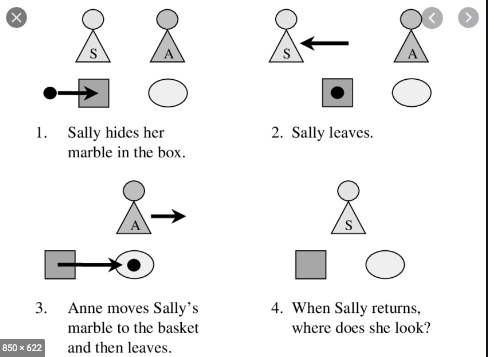 S A S A
1. Sally hides her
marble in the box.
2. Sally leaves.
A S
3. Anne moves Sally's
marble to the basket
and then leaves.
4. When Sally returns,
where does she look?
850 × 622